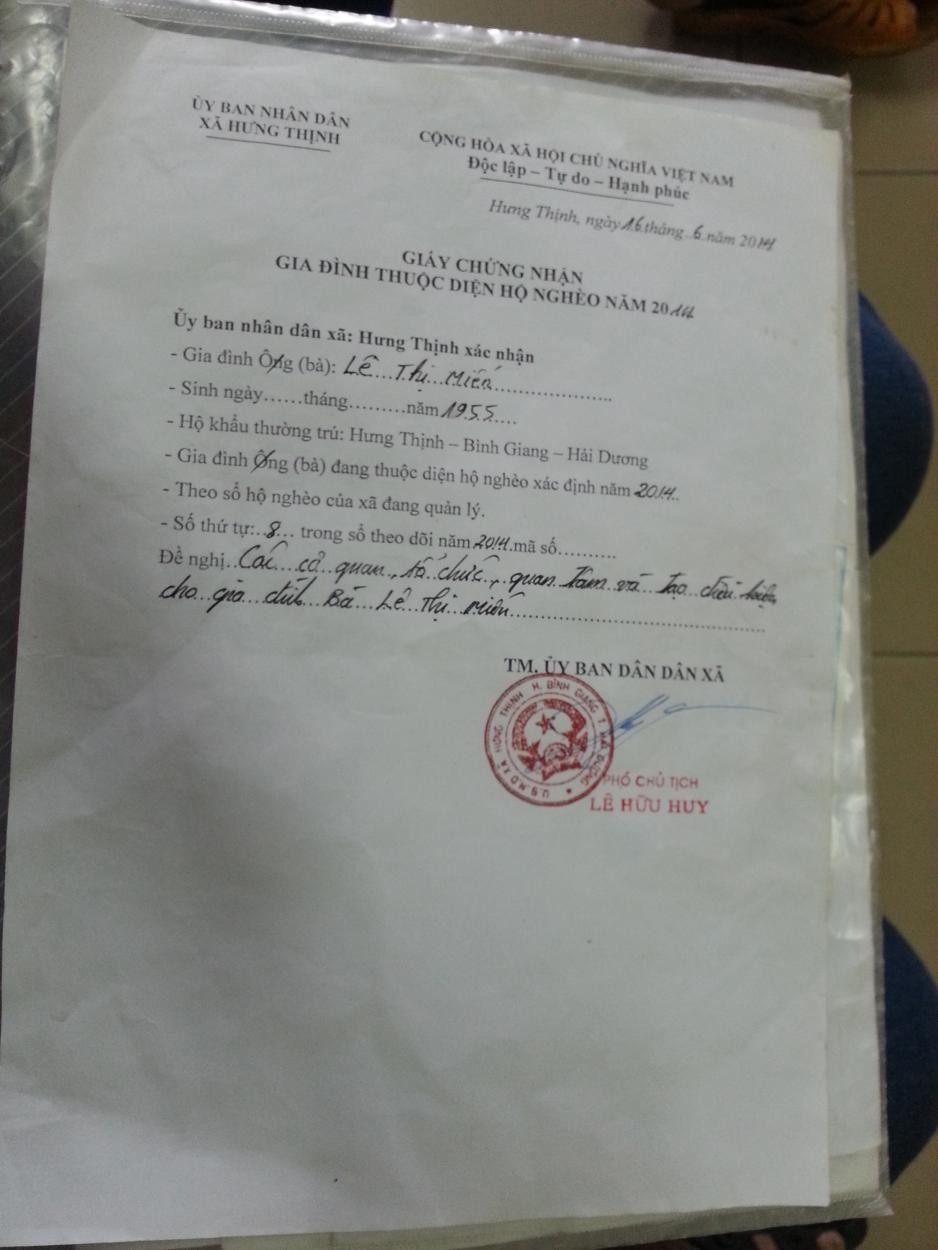 ỦY BAN NHÂN DÂN
XÃ HƯNG THỊNH
CỘNG HÒA XÃ HỘI CHỦ NGHĨA VIỆT NAM
Độc lập – Tự do – Hạnh phúc
Hưng Thịnh, ngày 16 tháng 6 năm 2014
GIẤY CHỨNG NHẬN
GIA ĐÌNH THUỘC DIỆN HỘ NGHÈO NĂM 2014
Ủy ban nhân dân xã: Hưng Thịnh xác nhận
- Gia đình Ông (bà): Lê Thị Miến
- Sinh ngày......tháng.........năm 1955....
- Hộ khẩu thường trú: Hưng Thịnh – Bình Giang – Hải Dương
- Gia đình Ông (bà) đang thuộc diện hộ nghèo xác định năm 2014.
- Theo sổ hộ nghèo của xã đang quản lý.
- Số thứ tự: 8 trong sổ theo dõi năm 2014 mã số..........
Đề nghị Các cơ quan, tổ chức, quan tâm và tạo điều kiện
cho gia đình Bà Lê Thị Miến
TM. ỦY BAN DÂN DÂN XÃ
U.B.N.D XÃ HƯNG THỊNH H. BÌNH GIANG T. HẢI DƯƠNG
PHÓ CHỦ TỊCH
LÊ HỮU HUY